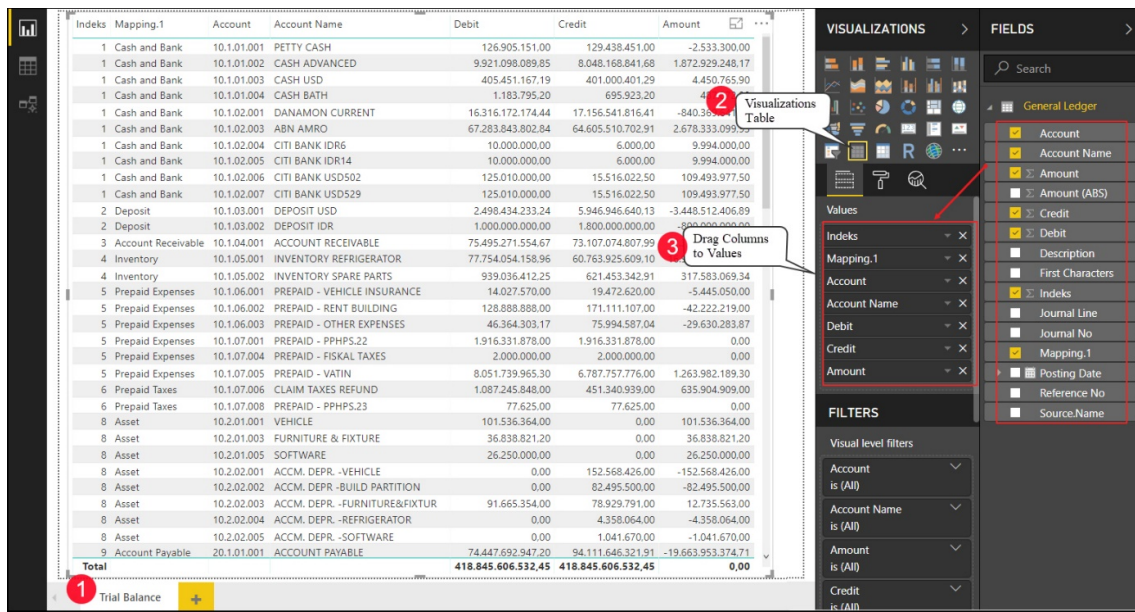 Indeks Mapping.1 Account Account Name Debit Credit Amount
1 Cash and Bank 10.1.01.001 PETTY CASH 126.905.151.00 129.438.451.00 -2.533.300.00
1 Cash and Bank 10.1.01.002 CASH ADVANCED 9.921.098.089,85 8.048.168.841,68 1.872.929.248,17
1 Cash and Bank 10.1.01.003 CASH USD 405.451.167,19 401.000.401,29 4.450.765,90
1 Cash and Bank 10.1.01.004 CASH BATH 1.183.795,20 695.923,20
1 Cash and Bank 10.1.02.001 DANAMON CURRENT 16.316.172.174,44 17.156.541.816,41
1 Cash and Bank 10.1.02.003 ABN AMRO 67.283.843.802,84 64.605.510.702,91
1 Cash and Bank 10.1.02.004 CITI BANK IDR6 10.000.000,00 6.000,00 9.994.000,00
1 Cash and Bank 10.1.02.005 CITI BANK IDR14 10.000.000,00 6.000,00 9.994.000,00
1 Cash and Bank 10.1.02.006 CITI BANK USD502 125.010.000,00 15.516.022,50 109.493.977,50
1 Cash and Bank 10.1.02.007 CITI BANK USD529 125.010.000,00 15.516.022,50 109.493.977,50
2 Deposit 10.1.03.001 DEPOSIT USD 2.498.434.233,24 5.946.946.640,13 -3.448.512.406,89
2 Deposit 10.1.03.002 DEPOSIT IDR 1.000.000.000,00 1.800.000.000,00 -800.000.000,00
3 Account Receivable 10.1.04.001 ACCOUNT RECEIVABLE 75.495.271.554,67 73.107.074.807,99
4 Inventory 10.1.05.001 INVENTORY REFRIGERATOR 77.754.054.158,96 60.763.925.609,10
4 Inventory 10.1.05.002 INVENTORY SPARE PARTS 939.036.412,25 621.453.342,91 317.583.069,34
5 Prepaid Expenses 10.1.06.001 PREPAID - VEHICLE INSURANCE 14.027.570,00 19.472.620,00 -5.445.050,00
5 Prepaid Expenses 10.1.06.002 PREPAID - RENT BUILDING 128.888.888,00 171.111.107,00 -42.222.219,00
5 Prepaid Expenses 10.1.06.003 PREPAID - OTHER EXPENSES 46.364.303,17 75.994.587,04 -29.630.283,87
5 Prepaid Expenses 10.1.07.001 PREPAID - PPHPS.22 1.916.331.878,00 1.916.331.878,00 0,00
5 Prepaid Expenses 10.1.07.004 PREPAID - FISKAL TAXES 2.000.000,00 2.000.000,00 0,00
5 Prepaid Expenses 10.1.07.005 PREPAID - VATIN 8.051.739.965,30 6.787.757.776,00 1.263.982.189,30
6 Prepaid Taxes 10.1.07.006 CLAIM TAXES REFUND 1.087.245.848,00 451.340.939,00 635.904.909,00
6 Prepaid Taxes 10.1.07.008 PREPAID - PPHPS.23 77.625,00 77.625,00 0,00
8 Asset 10.2.01.001 VEHICLE 101.536.364,00 0,00 101.536.364,00
8 Asset 10.2.01.003 FURNITURE & FIXTURE 36.838.821,20 0,00 36.838.821,20
8 Asset 10.2.01.005 SOFTWARE 26.250.000,00 0,00 26.250.000,00
8 Asset 10.2.02.001 ACCM. DEPR. -VEHICLE 0,00 152.568.426,00 -152.568.426,00
8 Asset 10.2.02.002 ACCM. DEPR -BUILD PARTITION 0,00 82.495.500,00 -82.495.500,00
8 Asset 10.2.02.003 ACCM. DEPR. -FURNITURE&FIXTUR 91.665.354,00 78.929.791,00 12.735.563,00
8 Asset 10.2.02.004 ACCM. DEPR. -REFRIGERATOR 0,00 4.358.064,00 -4.358.064,00
8 Asset 10.2.02.005 ACCM. DEPR. -SOFTWARE 0,00 1.041.670,00 -1.041.670,00
9 Account Payable 20.1.01.001 ACCOUNT PAYABLE 74.447.692.947,20 94.111.646.321,91 -19.663.953.374,71
Total 418.845.606.532,45 418.845.606.532,45 0,00
1
Trial Balance
2
Visualizations
Table
3
Drag Columns
to Values
VISUALIZATIONS
R
Values
Indeks
Mapping.1
Account
Account Name
Debit
Credit
Amount
FILTERS
Visual level filters
Account
is (All)
Account Name
is (All)
Amount
is (All)
Credit
is (All)
FIELDS
Search
General Ledger
Account
Account Name
Amount
Amount (ABS)
Credit
Debit
Description
First Characters
Indeks
Journal Line
Journal No
Mapping.1
Posting Date
Reference No
Source.Name